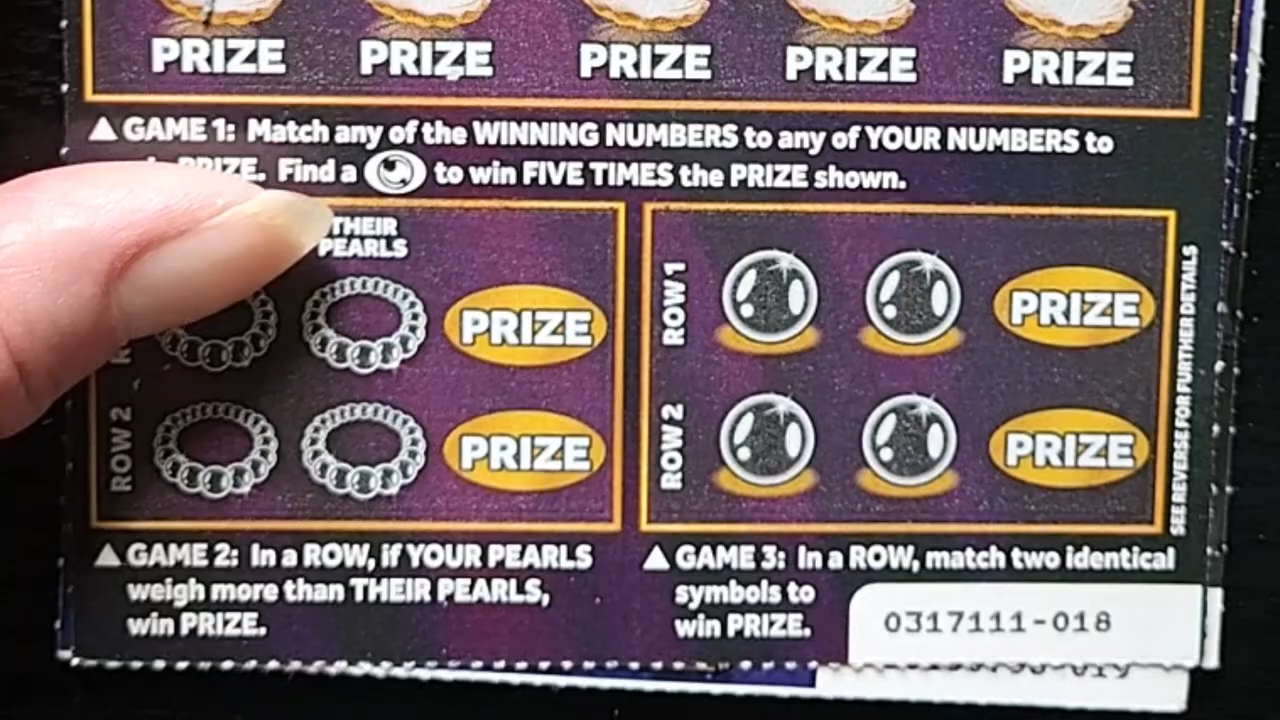 PRIZE PRIZE PRIZE PRIZE PRIZE
▲ GAME 1: Match any of the WINNING NUMBERS to any of YOUR NUMBERS to
PRIZE. Find a to win FIVE TIMES the PRIZE shown.
THEIR
PEARLS
PRIZE
ROW 2
PRIZE
ROW 1
PRIZE
ROW 2
PRIZE
SEE REVERSE FOR FURTHER DETAILS
▲ GAME 2: In a ROW, if YOUR PEARLS
weigh more than THEIR PEARLS,
win PRIZE.
▲ GAME 3: In a ROW, match two identical
symbols to
win PRIZE.
0317111-018